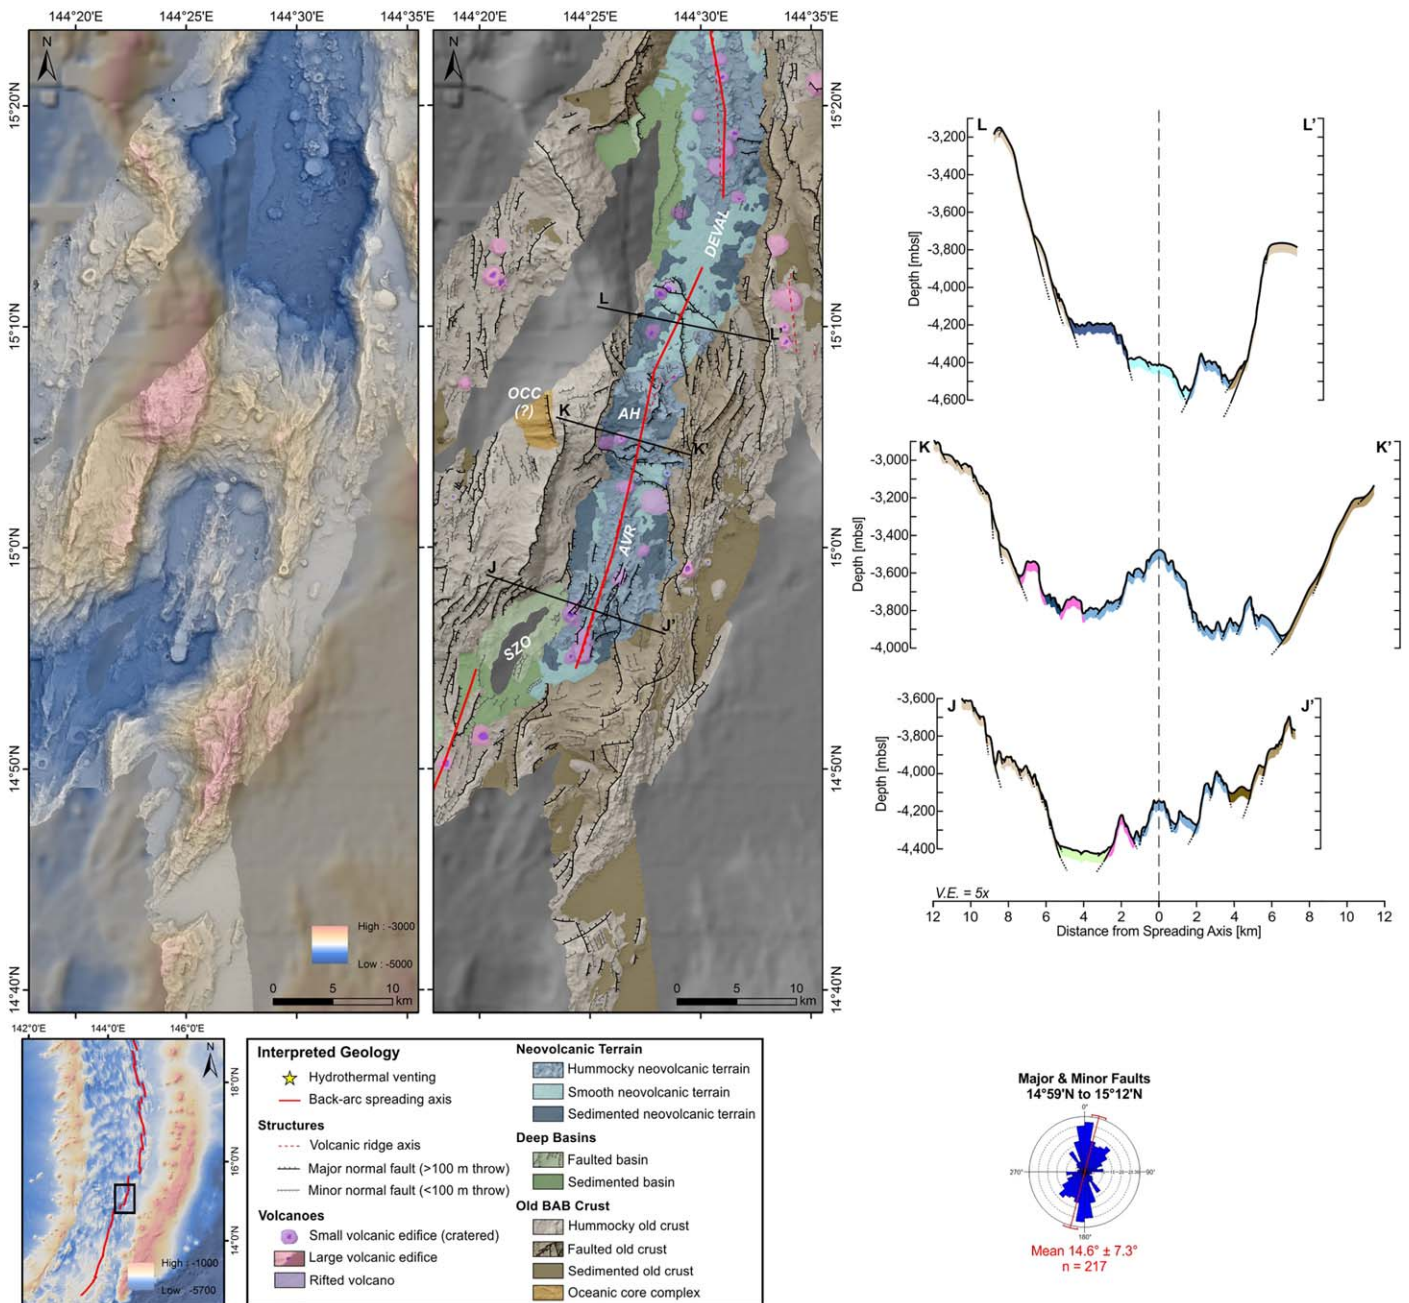 144°20'E 144°25'E 144°30'E 144°35'E
N
15°20'N
15°10'N
15°0'N
14°50'N
14°40'N
High : -3000
Low : -5000
0 5 10
km
144°20'E 144°25'E 144°30'E 144°35'E
N
15°20'N
15°10'N
15°0'N
14°50'N
14°40'N
DEVAL
L
L'
OCC
(?)
K
AH
K'
AVR
J
J'
SZO
0 5 10
km
L
L'
Depth [mbsl]
-3,200
-3,400
-3,600
-3,800
-4,000
-4,200
-4,400
-4,600
K
K'
Depth [mbsl]
-3,000
-3,200
-3,400
-3,600
-3,800
-4,000
J
J'
Depth [mbsl]
-3,600
-3,800
-4,000
-4,200
-4,400
V.E. = 5x
12 10 8 6 4 2 0 2 4 6 8 10 12
Distance from Spreading Axis [km]
142°0'E 144°0'E 146°0'E
N
18°0'N
16°0'N
14°0'N
High : -1000
Low : -5700
Interpreted Geology
Hydrothermal venting
Back-arc spreading axis
Structures
Volcanic ridge axis
Major normal fault (>100 m throw)
Minor normal fault (<100 m throw)
Volcanoes
Small volcanic edifice (cratered)
Large volcanic edifice
Rifted volcano
Neovolcanic Terrain
Hummocky neovolcanic terrain
Smooth neovolcanic terrain
Sedimented neovolcanic terrain
Deep Basins
Faulted basin
Sedimented basin
Old BAB Crust
Hummocky old crust
Faulted old crust
Sedimented old crust
Oceanic core complex
Major & Minor Faults
14°59'N to 15°12'N
0°
270°
90°
180°
Mean 14.6° ± 7.3°
n = 217